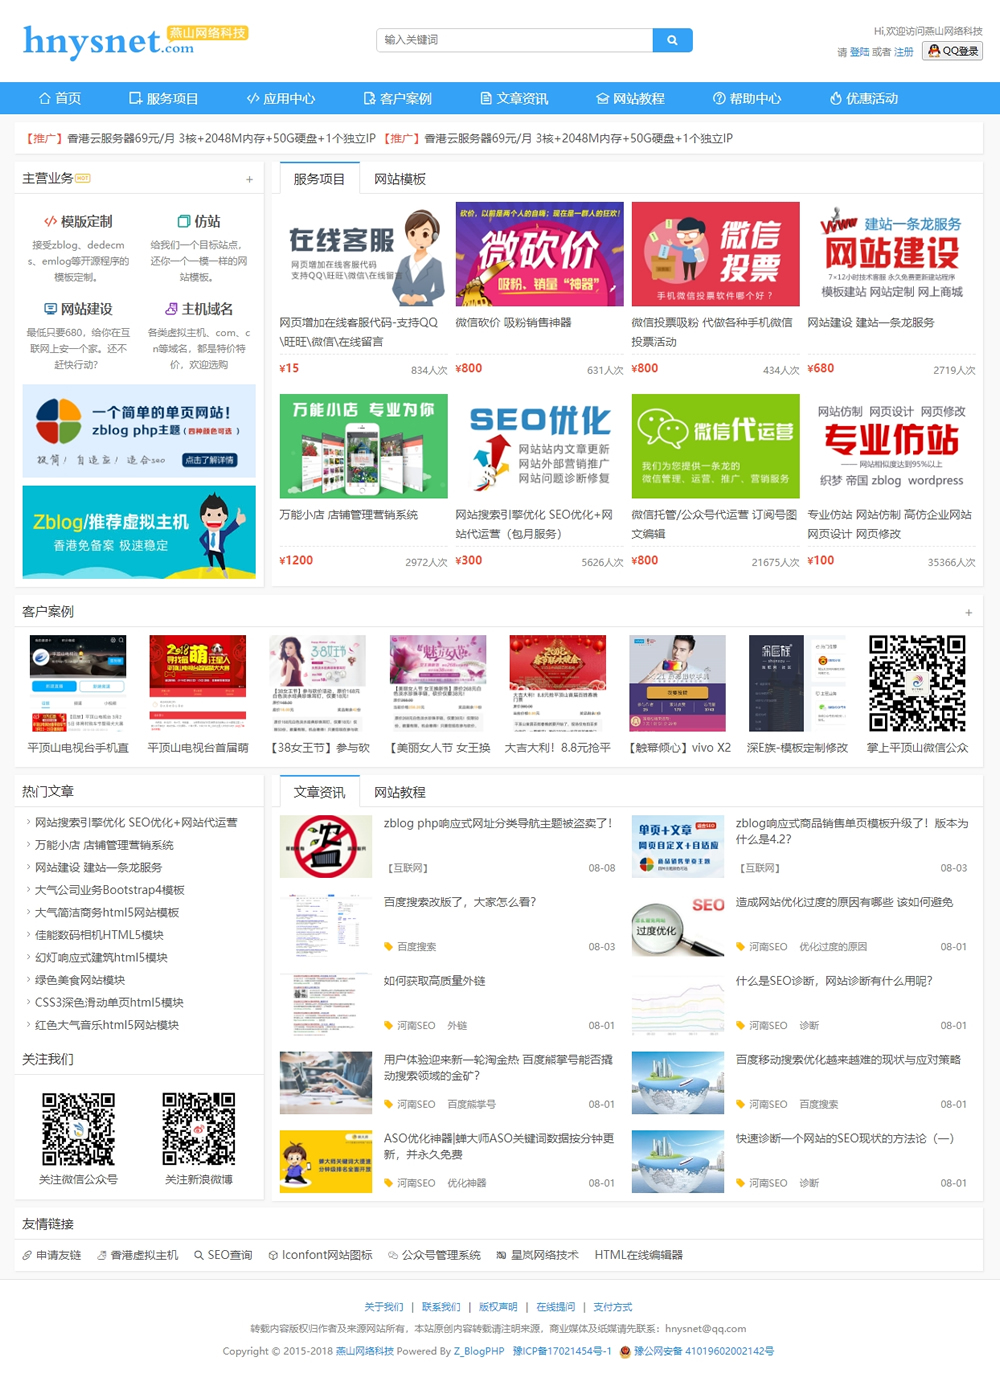 hnysnet.com 燕山网络科技
输入关键词
Hi,欢迎访问燕山网络科技
请 登陆 或者 注册 QQ登录
首页 服务项目 应用中心 客户案例 文章资讯 网站教程 帮助中心 优惠活动
【推广】香港云服务器69元/月 3核+2048M内存+50G硬盘+1个独立IP 【推广】香港云服务器69元/月 3核+2048M内存+50G硬盘+1个独立IP
主营业务 HOT +
模版定制 仿站
接受zblog、dedecm
s、emlog等开源程序的
模板定制。
给我们一个目标站点，
还你一个一模一样的网
站模板。
网站建设 主机域名
最低只要680，给你在互
联网上安一个家。还不
赶快行动?
各类虚拟主机、com、c
n等域名，都是特价特
价，欢迎选购
一个简单的单页网站！
zblog php主题（四种颜色可选）
极简/自适应/适合seo 点击了解详情
Zblog/推荐虚拟主机
香港免备案 极速稳定
服务项目 网站模板
在线客服
网页增加在线客服代码
支持QQ\旺旺\微信\在线留言
网页增加在线客服代码-支持QQ
\旺旺\微信\在线留言
¥15 834人次
砍价，以前是两个人的自嗨；现在是一群人的狂欢！
微砍价
吸粉、销量“神器”
微信砍价 吸粉销售神器
¥800 631人次
微信
投票
手机微信投票软件哪个好？
微信投票吸粉 代做各种手机微信
投票活动
¥800 434人次
WWW 建站一条龙服务
网站建设
7×12小时技术客服 永久免费更新建站程序
模板建站 网站定制 网上商城
网站建设 建站一条龙服务
¥680 2719人次
万能小店 专业为你
万能小店 店铺管理营销系统
¥1200 2972人次
SEO优化
网站站内文章更新
网站外部营销推广
网站问题诊断修复
网站搜索引擎优化 SEO优化+网
站代运营（包月服务）
¥300 5626人次
微信代运营
我们为您提供一条龙的
微信管理、运营、推广、营销服务
微信托管/公众号代运营 订阅号图
文编辑
¥800 21675人次
网站仿制 网页设计 网页修改
专业仿站
—— 网站相似度达到95%以上
织梦 帝国 zblog wordpress
专业仿站 网站仿制 高仿企业网站
网页设计 网页修改
¥100 35366人次
客户案例 +
平顶山电视台手机直 平顶山电视台首届萌 【38女王节】参与砍 【美丽女人节 女王换 大吉大利！8.8元抢平 【触犀倾心】vivo X2 深E族-模板定制修改 掌上平顶山微信公众
热门文章
网站搜索引擎优化 SEO优化+网站代运营
万能小店 店铺管理营销系统
网站建设 建站一条龙服务
大气公司业务Bootstrap4模板
大气简洁商务html5网站模板
佳能数码相机HTML5模块
幻灯响应式建筑html5模块
绿色美食网站模块
CSS3深色滑动单页html5模块
红色大气音乐html5网站模块
关注我们
关注微信公众号 关注新浪微博
文章资讯 网站教程
zblog php响应式网址分类导航主题被盗卖了!
【互联网】 08-08
单页+文章
网页自定义+自适应
商品销售单页主题
zblog响应式商品销售单页模板升级了！版本为
什么是4.2?
【互联网】 08-03
百度搜索改版了，大家怎么看?
百度搜索 08-03
SEO
过度优化
造成网站优化过度的原因有哪些 该如何避免
河南SEO 优化过度的原因 08-01
如何获取高质量外链
河南SEO 外链 08-01
什么是SEO诊断，网站诊断有什么用呢?
河南SEO 诊断 08-01
用户体验迎来新一轮淘金热 百度熊掌号能否撬
动搜索领域的金矿?
河南SEO 百度熊掌号 08-01
百度移动搜索优化越来越难的现状与应对策略
河南SEO 百度搜索 08-01
ASO优化神器|蝉大师ASO关键词数据按分钟更
新，并永久免费
河南SEO 优化神器 08-01
快速诊断一个网站的SEO现状的方法论（一）
河南SEO 诊断 08-01
友情链接
申请友链 香港虚拟主机 SEO查询 Iconfont网站图标 公众号管理系统 星岚网络技术 HTML在线编辑器
关于我们 | 联系我们 | 版权声明 | 在线提问 | 支付方式
转载内容版权归作者及来源网站所有，本站原创内容转载请注明来源，商业媒体及纸媒请先联系：hnysnet@qq.com
Copyright © 2015-2018 燕山网络科技 Powered By Z_BlogPHP 豫ICP备17021454号-1 豫公网安备 41019602002142号